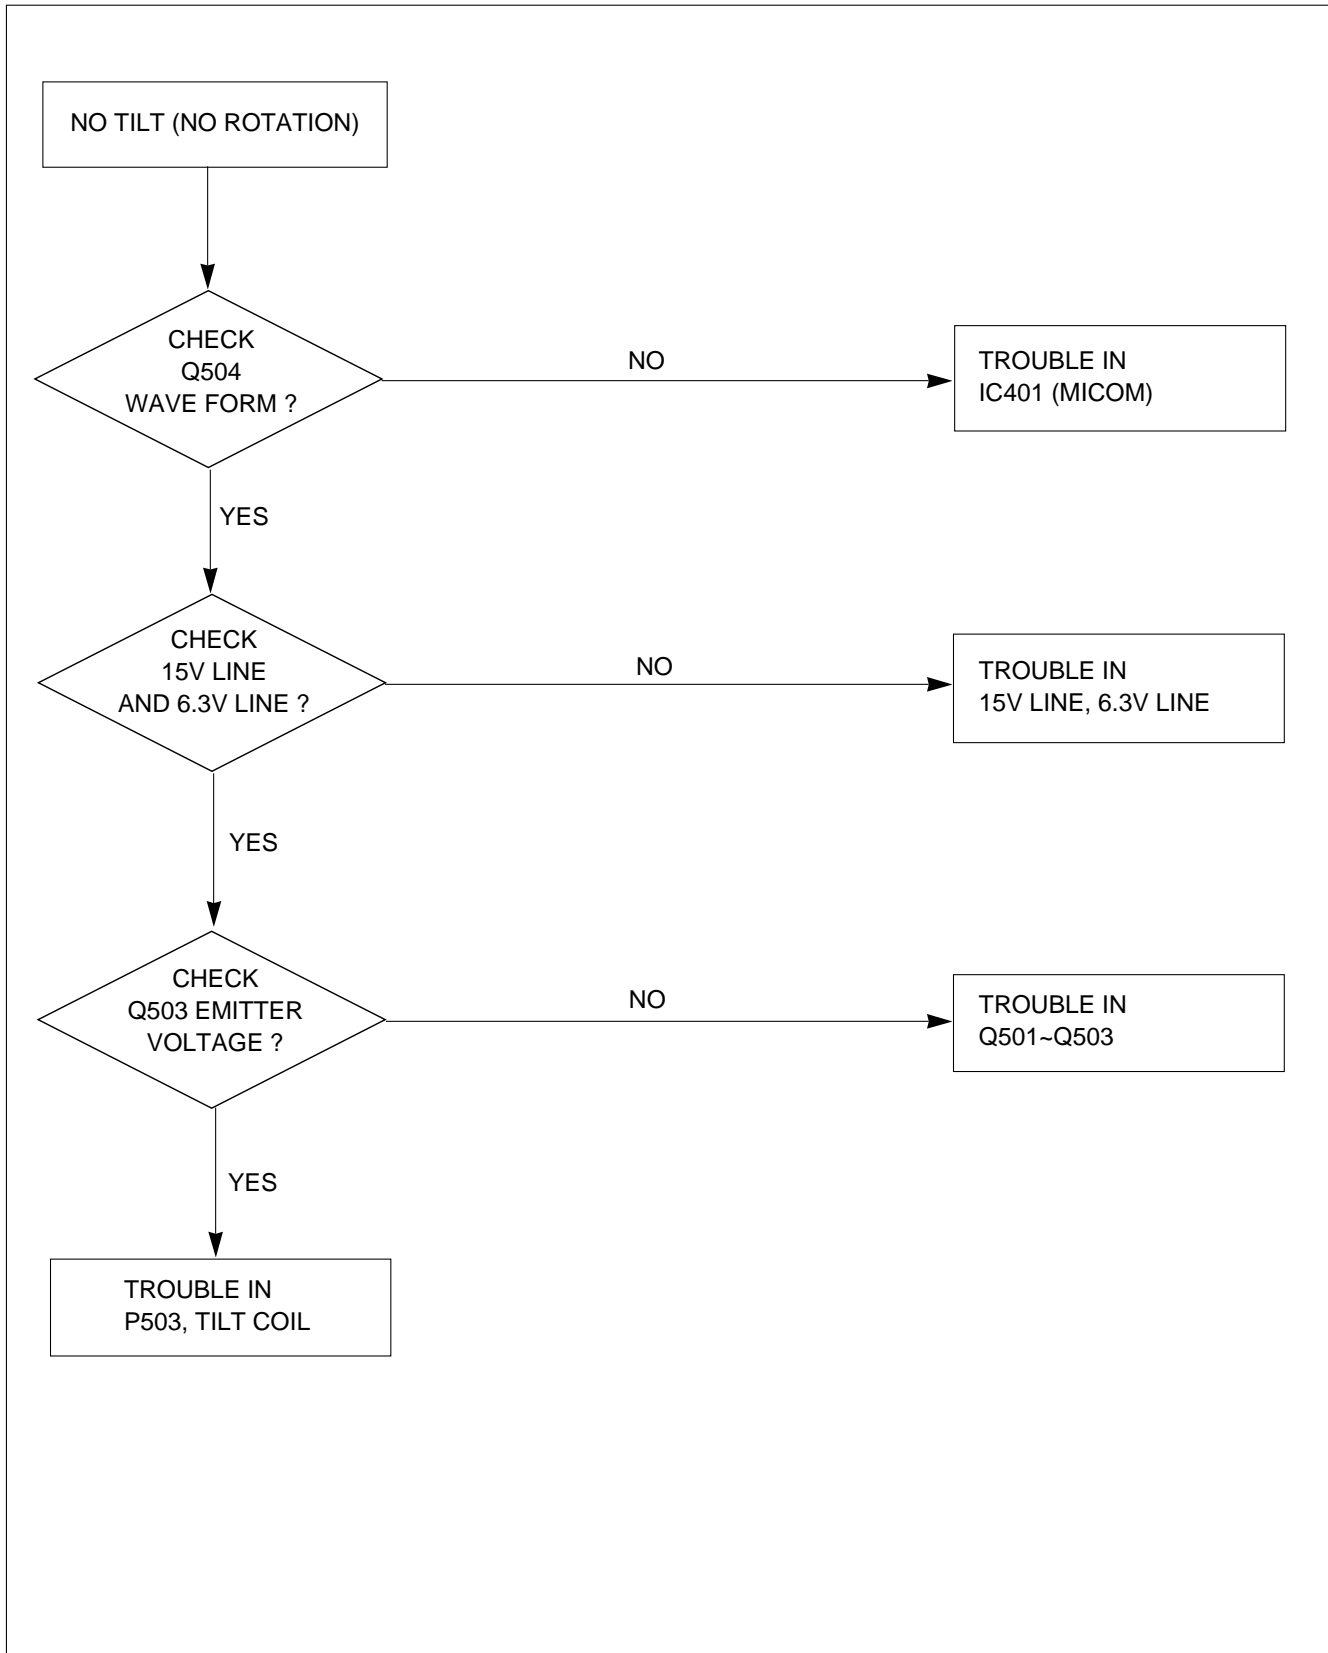 NO TILT (NO ROTATION)
CHECK
Q504
WAVE FORM ?
NO
TROUBLE IN
IC401 (MICOM)
YES
CHECK
15V LINE
AND 6.3V LINE ?
NO
TROUBLE IN
15V LINE, 6.3V LINE
YES
CHECK
Q503 EMITTER
VOLTAGE ?
NO
TROUBLE IN
Q501~Q503
YES
TROUBLE IN
P503, TILT COIL